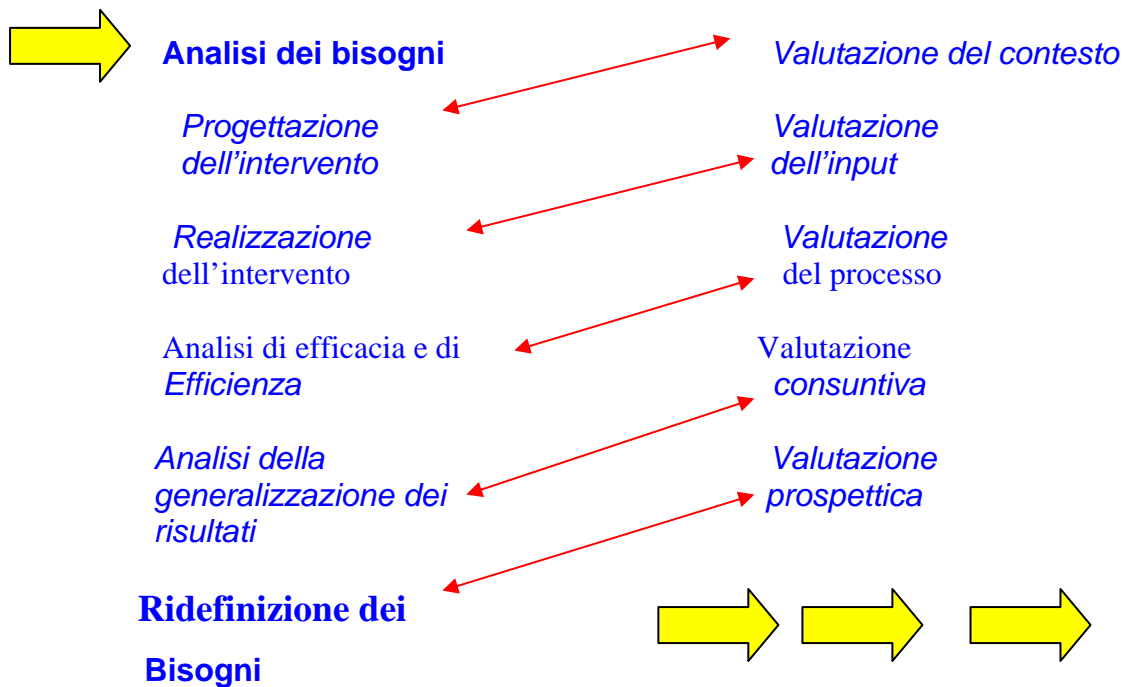 Analisi dei bisogni
Valutazione del contesto
Progettazione
dell’intervento
Valutazione
dell’input
Realizzazione
dell’intervento
Valutazione
del processo
Analisi di efficacia e di
Efficienza
Valutazione
consuntiva
Analisi della
generalizzazione dei
risultati
Valutazione
prospettica
Ridefinizione dei
Bisogni